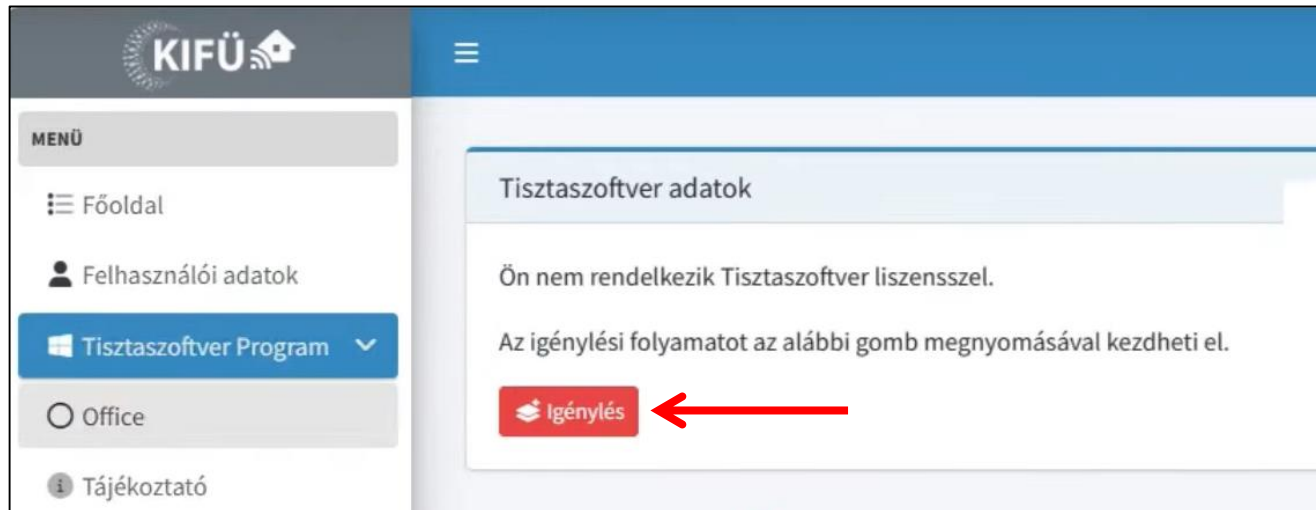 KIFÜ
MENÜ
Főoldal
Felhasználói adatok
Tisztaszoftver Program
Office
Tájékoztató
Tisztaszoftver adatok
Ön nem rendelkezik Tisztaszoftver liszensszel.
Az igénylési folyamatot az alábbi gomb megnyomásával kezdheti el.
Igénylés